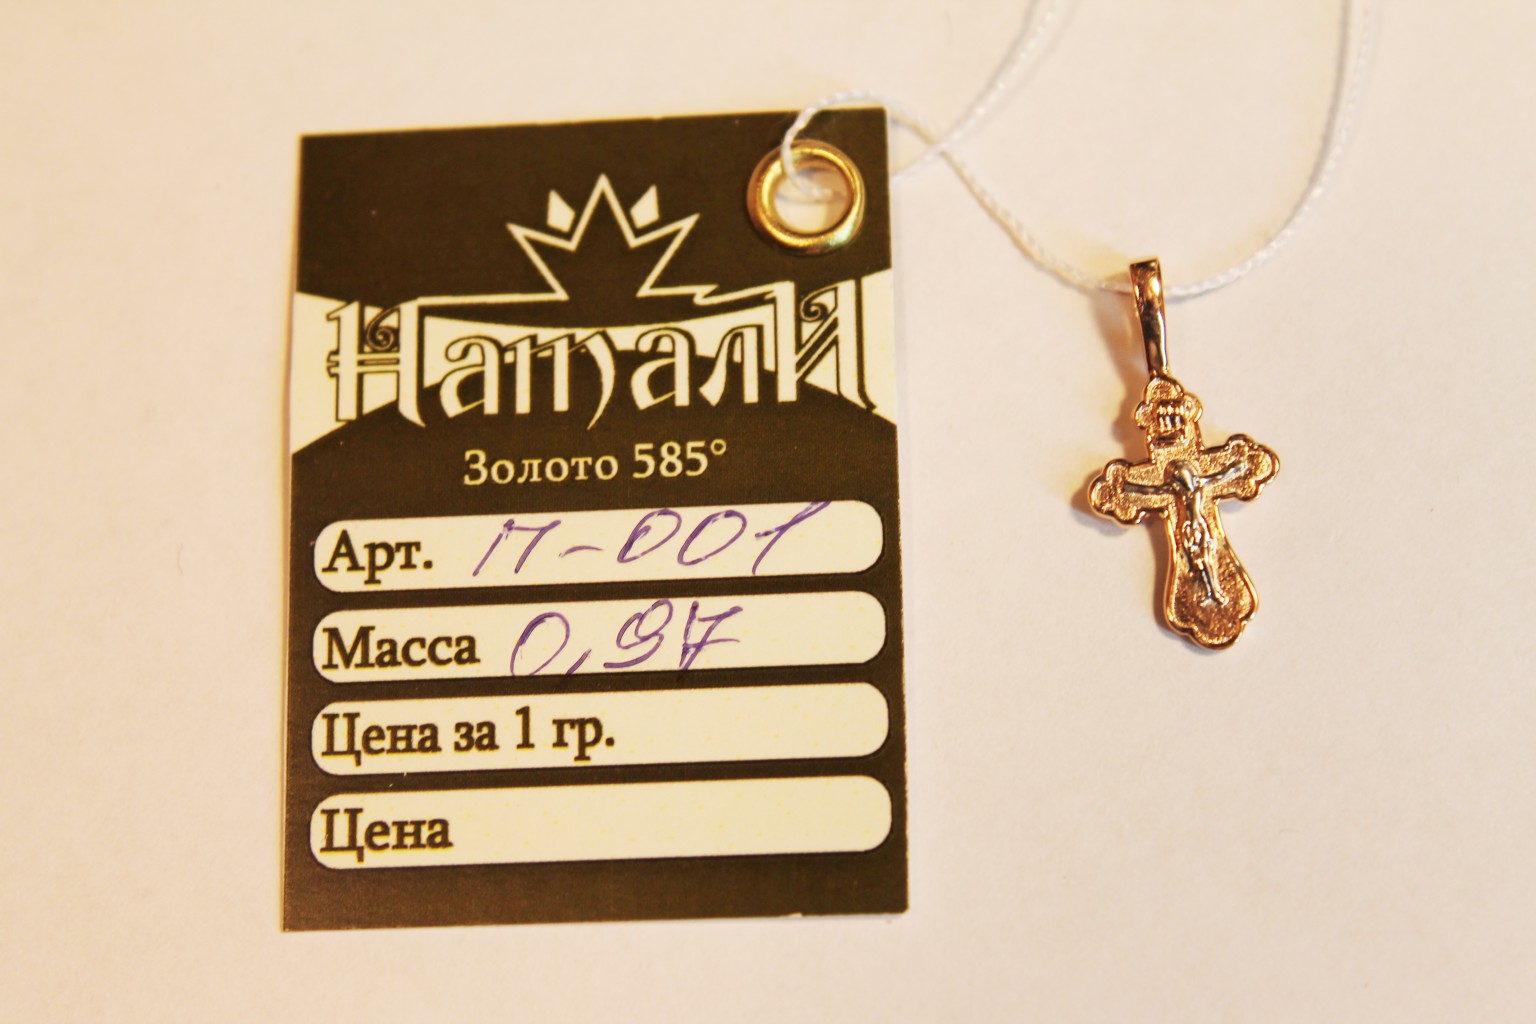 Натали
Золото 585°
Арт. П-001
Масса 0,97
Цена за 1 гр.
Цена